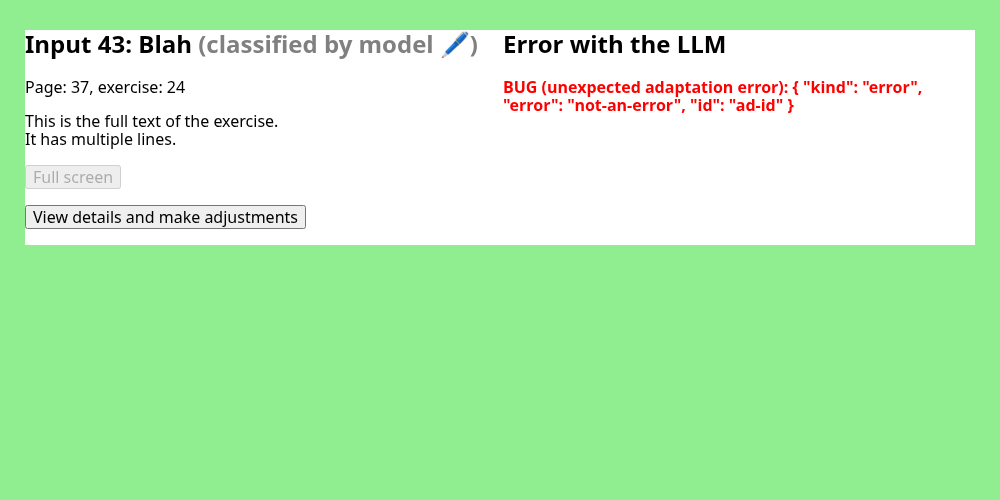 Input 43: Blah (classified by model 🖊️)
Page: 37, exercise: 24
This is the full text of the exercise.
It has multiple lines.
Full screen
View details and make adjustments
Error with the LLM
BUG (unexpected adaptation error): { "kind": "error",
"error": "not-an-error", "id": "ad-id" }